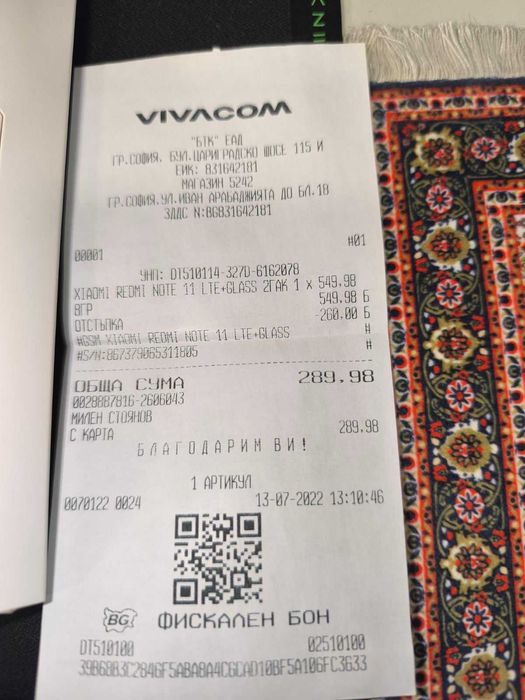 VIVACOM
"БТК" ЕАД
ГР.СОФИЯ, БУЛ.ЦАРИГРАДСКО ШОСЕ 115 И
ЕИК: 831642181
МАГАЗИН 5242
ГР.СОФИЯ.УЛ.ИВАН АРАБАДЖИЯТА ДО БЛ.18
ЗДДС N:BG831642181
00001 #01
УНП: DT510114-327D-6162078
XIAOMI REDMI NOTE 11 LTE+GLASS 2ГАК 1 x 549.98
ВГР 549.98 Б
ОТСТЪПКА -260.00 Б
#GSM XIAOMI REDMI NOTE 11 LTE+GLASS #
#S/N:867379065311805 #
ОБЩА СУМА 289.98
0028887816-2606043
МИЛЕН СТОЯНОВ
С КАРТА 289.98
БЛАГОДАРИМ ВИ!
1 АРТИКУЛ
0070122 0024 13-07-2022 13:10:46
BG ФИСКАЛЕН БОН
DT510100 02510100
39B6803C2846F5ABA8A4C6CAD10BF5A106FC3633